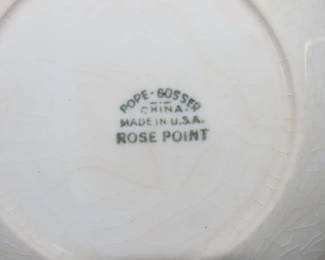 POPE-GOSSER
CHINA
MADE IN U.S.A.
ROSE POINT